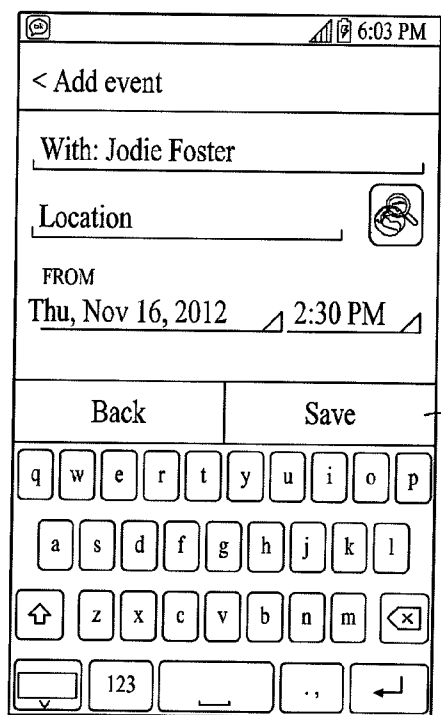 ok 6:03 PM
< Add event
With: Jodie Foster
Location
FROM
Thu, Nov 16, 2012 2:30 PM
Back Save
q w e r t y u i o p
a s d f g h j k l
z x c v b n m
123 . ,